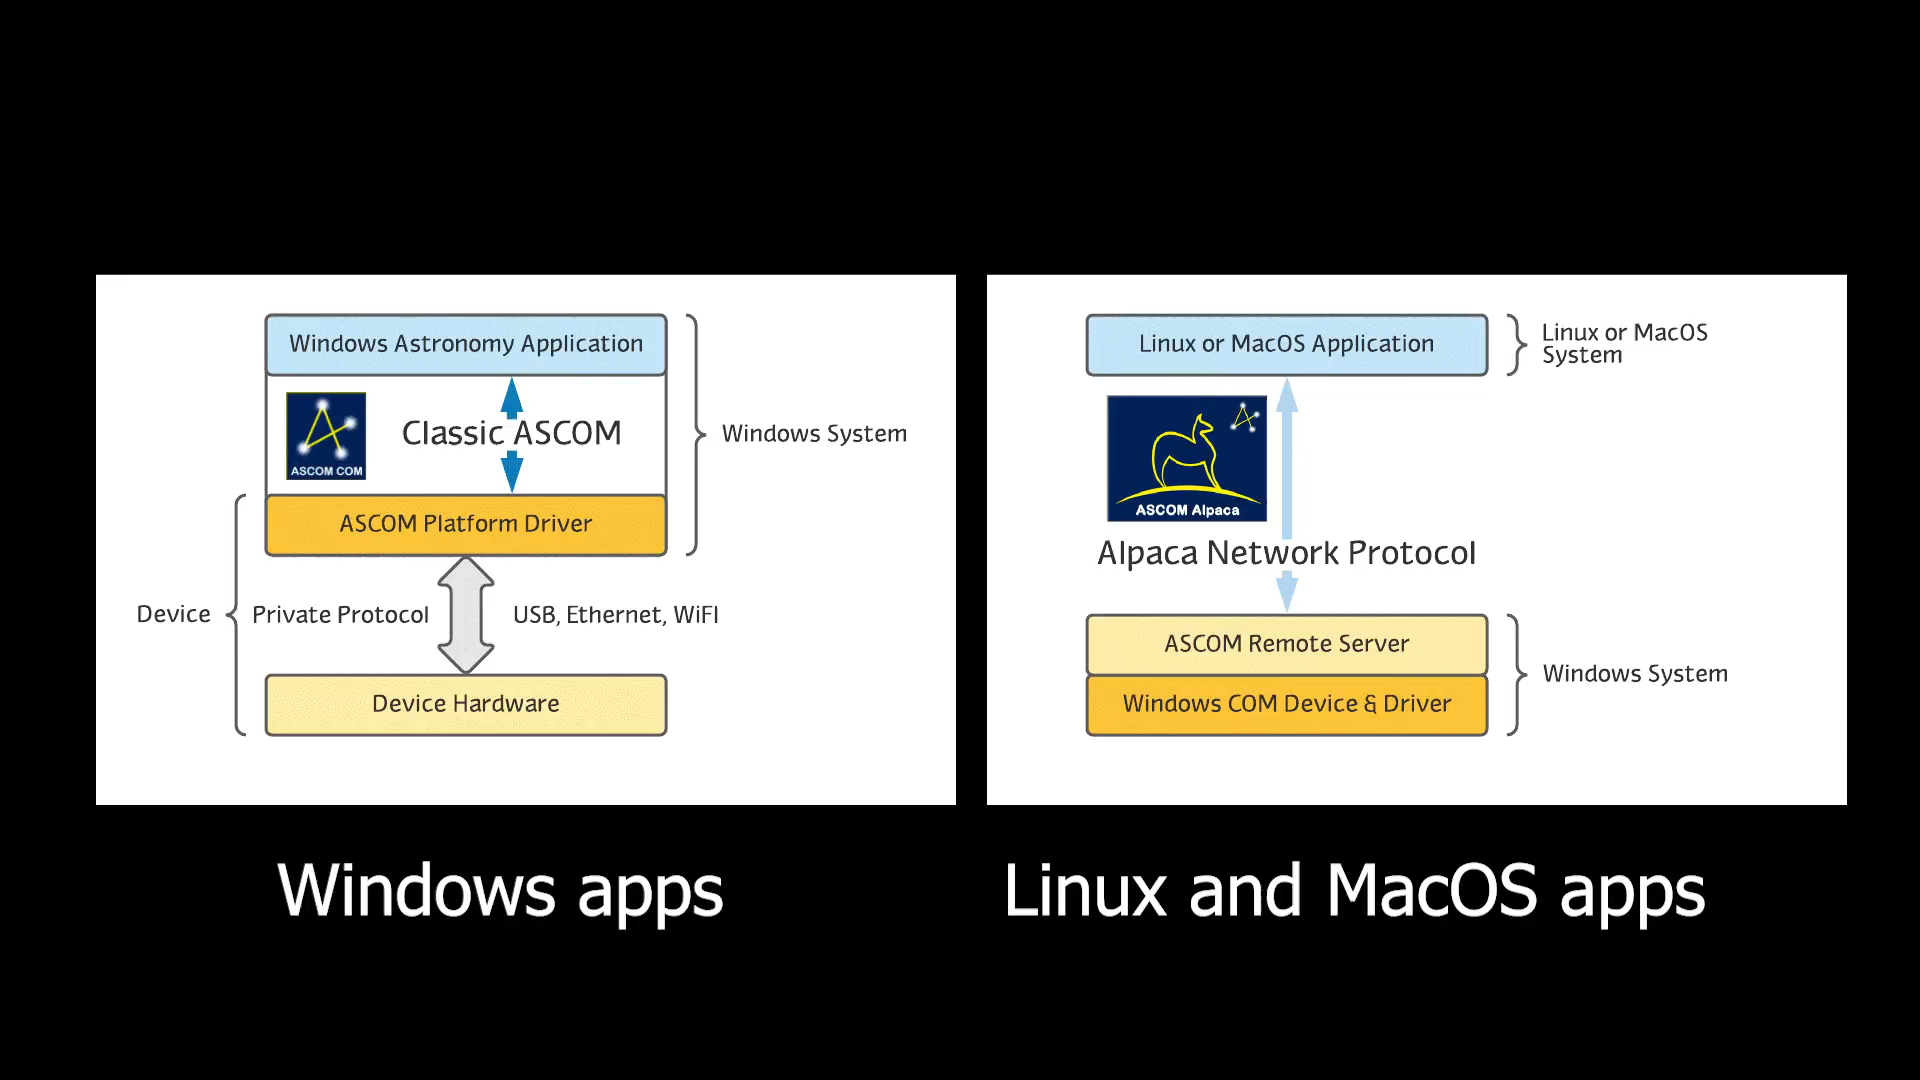 Windows Astronomy Application
Classic ASCOM
ASCOM COM
Windows System
ASCOM Platform Driver
Device
Private Protocol
USB, Ethernet, WiFI
Device Hardware
Linux or MacOS Application
Linux or MacOS
System
ASCOM Alpaca
Alpaca Network Protocol
ASCOM Remote Server
Windows COM Device & Driver
Windows System
Windows apps
Linux and MacOS apps